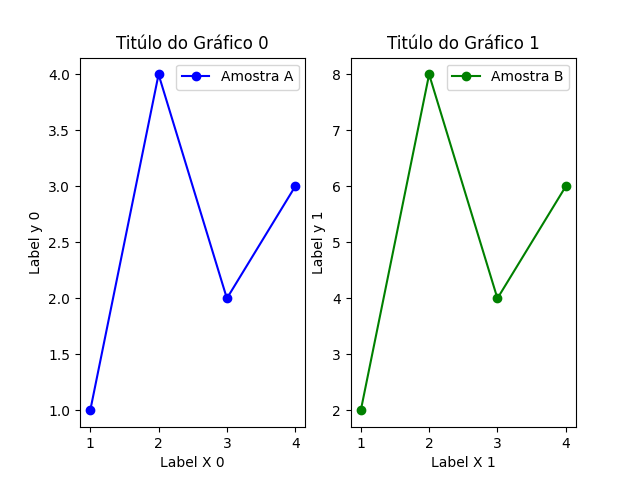 Titúlo do Gráfico 0
Amostra A
4.0
3.5
3.0
2.5
2.0
1.5
1.0
Label y 0
1 2 3 4
Label X 0
Titúlo do Gráfico 1
Amostra B
8
7
6
5
4
3
2
Label y 1
1 2 3 4
Label X 1